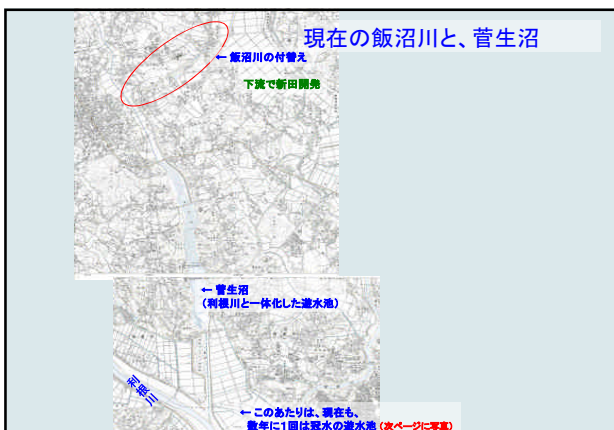 現在の飯沼川と、菅生沼
← 飯沼川の付替え
下流で新田開発
← 菅生沼
(利根川と一体化した遊水池)
利根川
← このあたりは、現在も、
数年に1回は冠水の遊水池 (次ページに写真)